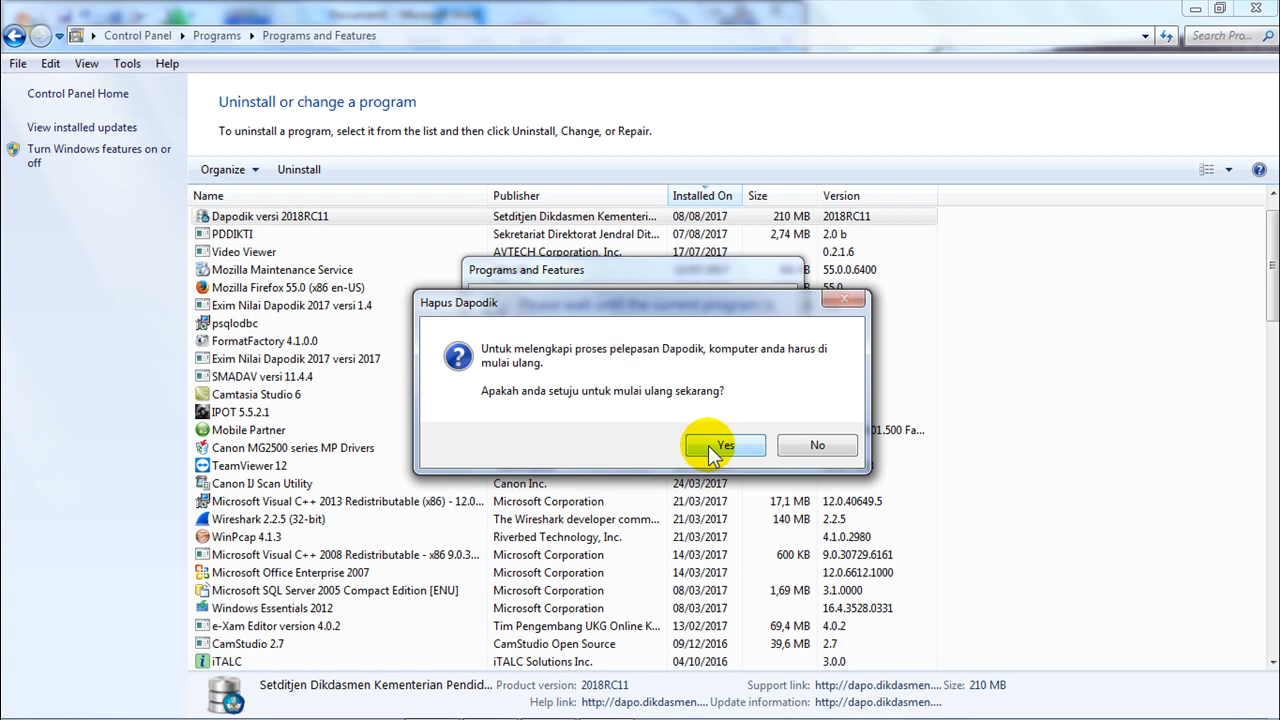 Control Panel Programs Programs and Features Search Pro...
File Edit View Tools Help
Control Panel Home
View installed updates
Turn Windows features on or
off
Uninstall or change a program
To uninstall a program, select it from the list and then click Uninstall, Change, or Repair.
Organize Uninstall
Name Publisher Installed On Size Version
Dapodik versi 2018RC11 Setditjen Dikdasmen Kementeri... 08/08/2017 210 MB 2018RC11
PDDIKTI Sekretariat Direktorat Jendral Dit... 07/08/2017 2,74 MB 2.0 b
Video Viewer AVTECH Corporation, Inc. 17/07/2017 0.2.1.6
Mozilla Maintenance Service 55.0.0.6400
Mozilla Firefox 55.0 (x86 en-US) 55.0
Exim Nilai Dapodik 2017 versi 1.4
psqlodbc
FormatFactory 4.1.0.0
Exim Nilai Dapodik 2017 versi 2017
SMADAV versi 11.4.4
Camtasia Studio 6
IPOT 5.5.2.1
Mobile Partner 01.500 Fa...
Canon MG2500 series MP Drivers
TeamViewer 12
Canon IJ Scan Utility Canon Inc. 24/03/2017
Microsoft Visual C++ 2013 Redistributable (x86) - 12.0... Microsoft Corporation 21/03/2017 17,1 MB 12.0.40649.5
Wireshark 2.2.5 (32-bit) The Wireshark developer comm... 21/03/2017 140 MB 2.2.5
WinPcap 4.1.3 Riverbed Technology, Inc. 21/03/2017 4.1.0.2980
Microsoft Visual C++ 2008 Redistributable - x86 9.0.3... Microsoft Corporation 14/03/2017 600 KB 9.0.30729.6161
Microsoft Office Enterprise 2007 Microsoft Corporation 14/03/2017 12.0.6612.1000
Microsoft SQL Server 2005 Compact Edition [ENU] Microsoft Corporation 08/03/2017 1,69 MB 3.1.0000
Windows Essentials 2012 Microsoft Corporation 08/03/2017 16.4.3528.0331
e-Xam Editor version 4.0.2 Tim Pengembang UKG Online K... 08/03/2017 69,4 MB 4.0.2
CamStudio 2.7 CamStudio Open Source 09/12/2016 2.7
iTALC iTALC Solutions Inc. 04/10/2016 3.0.0
Programs and Features
Please wait until the current program is
Hapus Dapodik
Untuk melengkapi proses pelepasan Dapodik, komputer anda harus di
mulai ulang.
Apakah anda setuju untuk mulai ulang sekarang?
Yes No
Setditjen Dikdasmen Kementerian Pendid... Product version: 2018RC11 Support link: http://dapo.dikdasmen.... Size: 210 MB
Help link: http://dapo.dikdasmen.... Update information: http://dapo.dikdasmen....